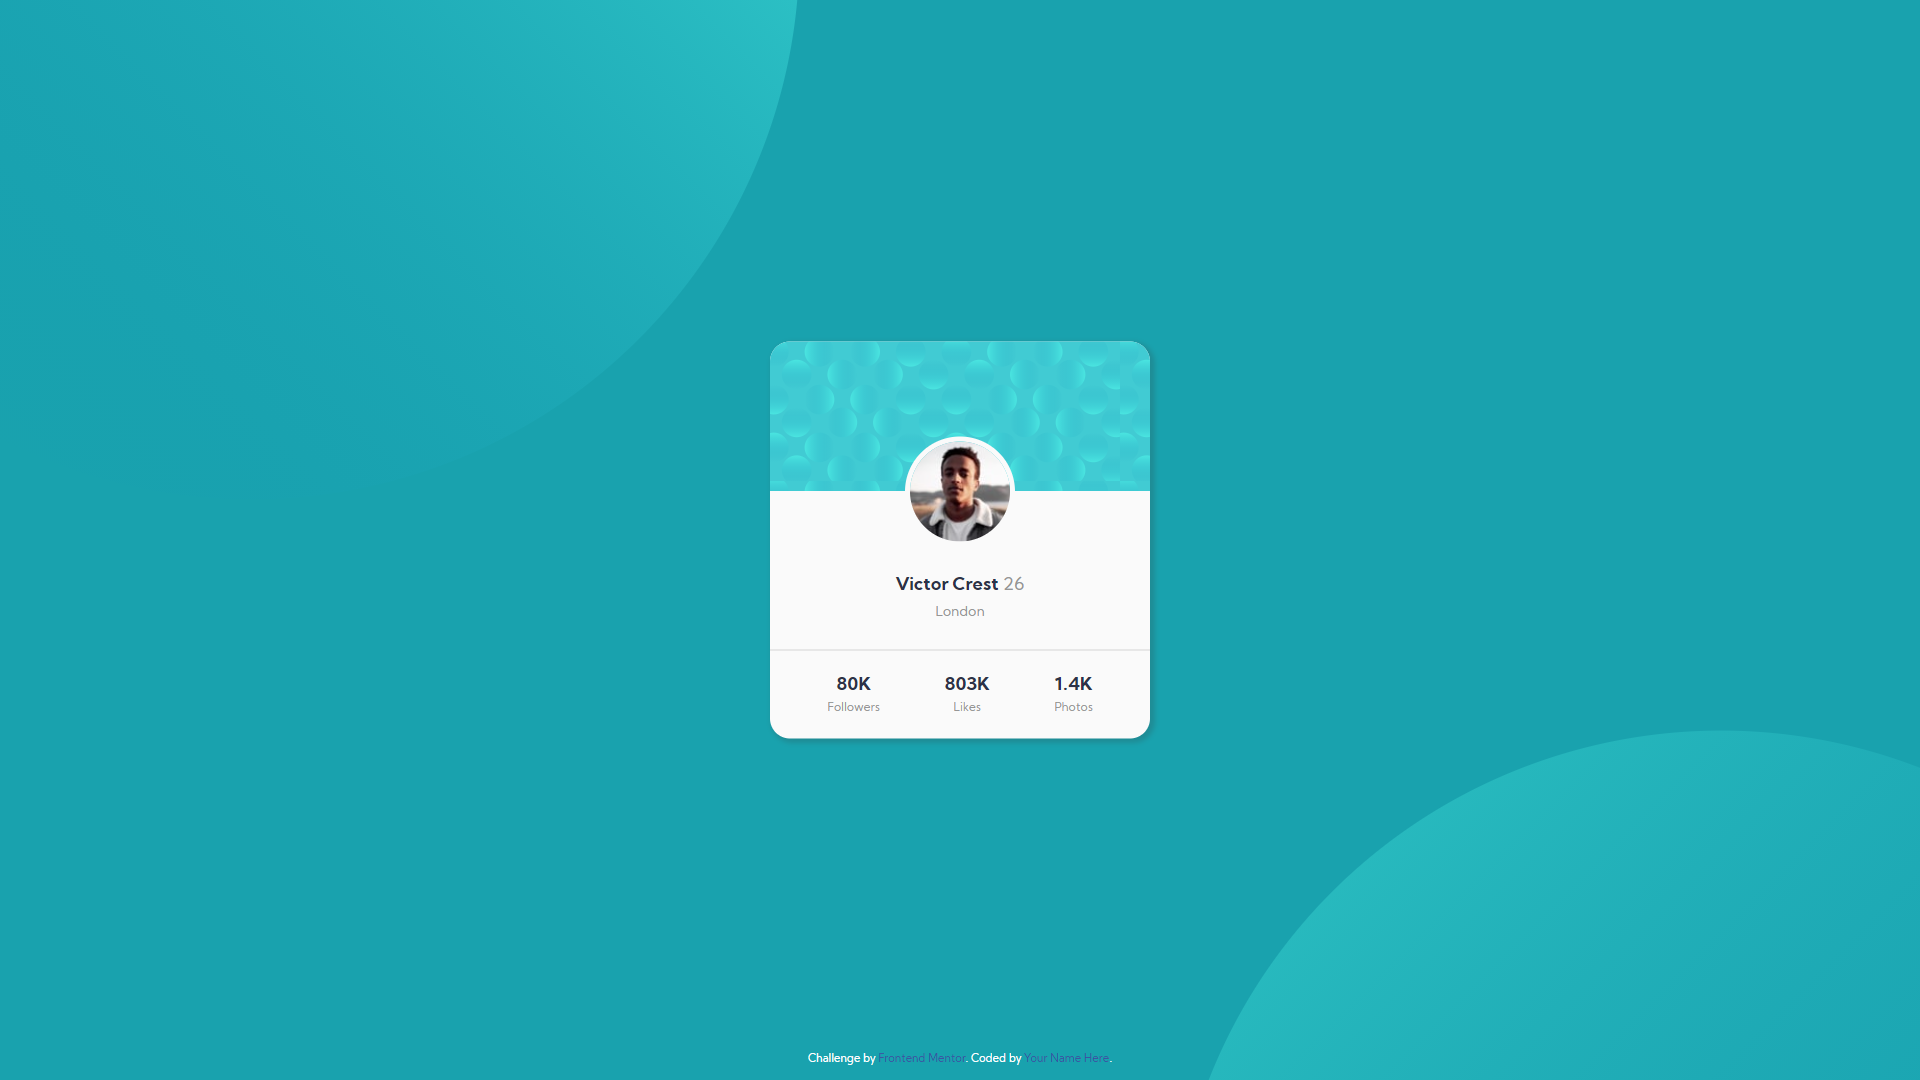 Victor Crest 26
London
80K 803K 1.4K
Followers Likes Photos
Challenge by Frontend Mentor. Coded by Your Name Here.